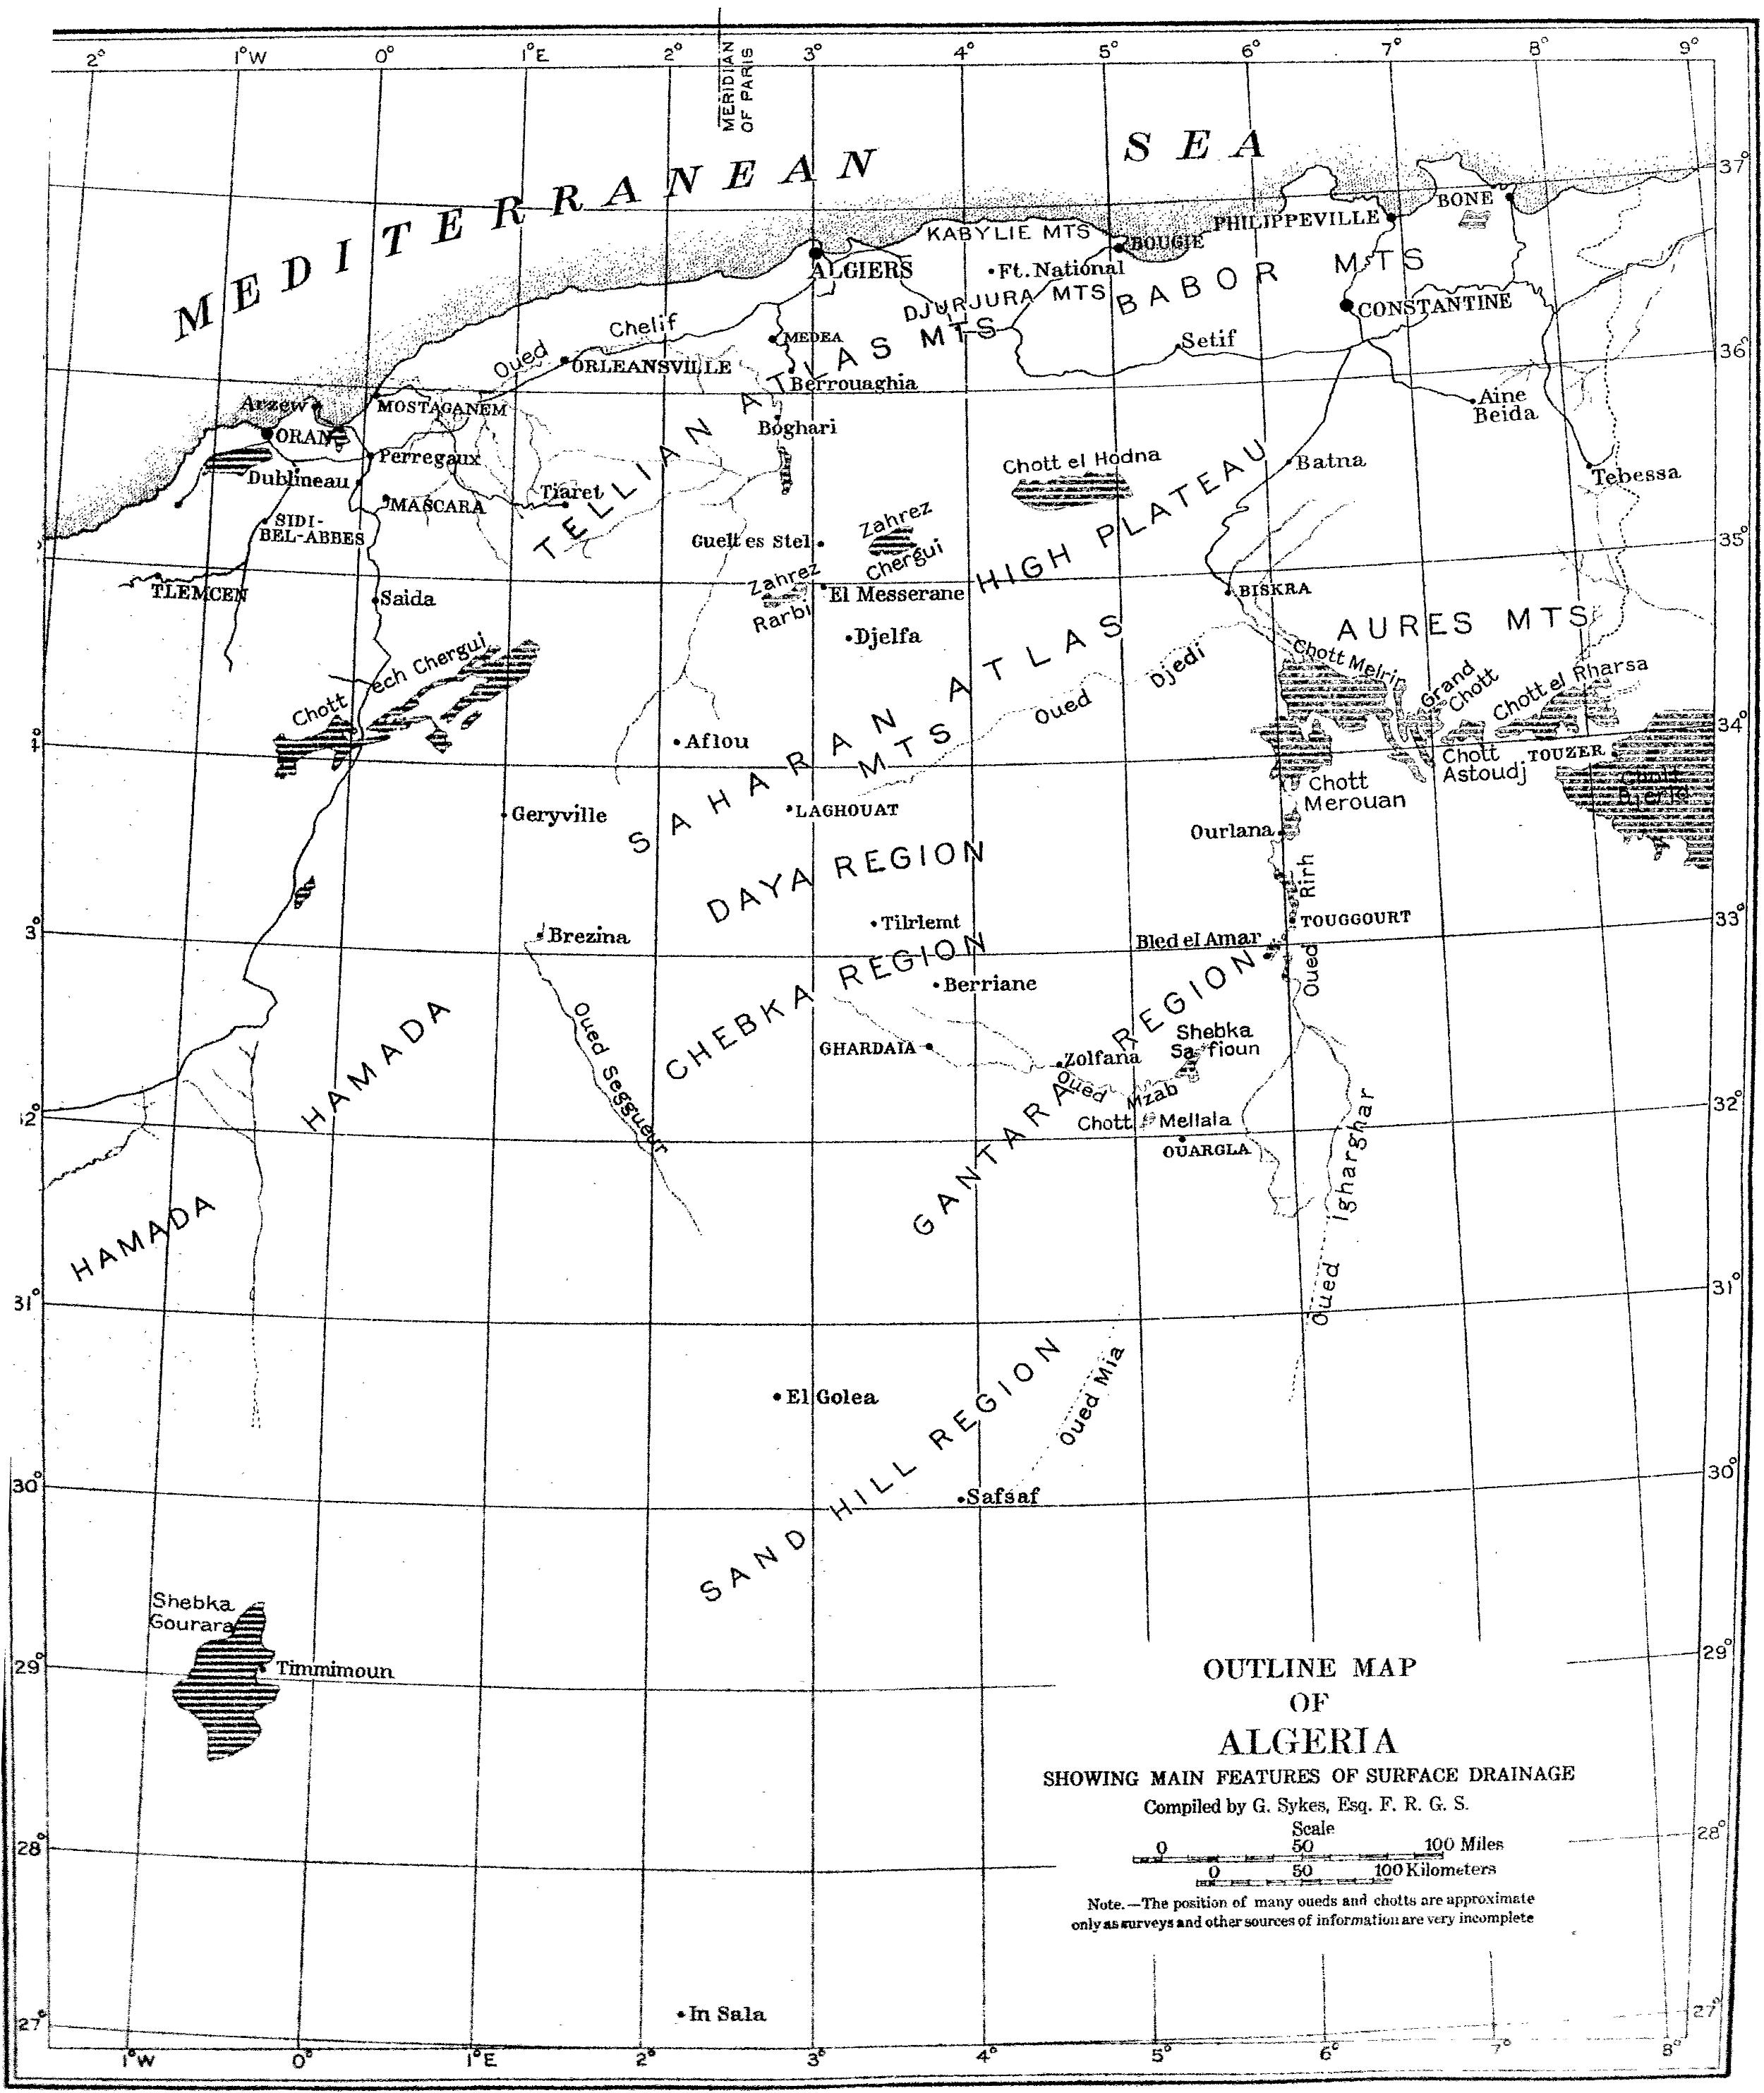 2° 1°W 0° 1°E 2° 3° 4° 5° 6° 7° 8° 9°
MERIDIAN
OF PARIS
MEDITERRANEAN SEA
37°
BONE
PHILIPPEVILLE
KABYLIE MTS
BOUGIE
ALGIERS
Ft. National
BABOR MTS
DJURJURA MTS
CONSTANTINE
Oued Chelif
MEDEA
TELLIAN ATLAS MTS
Setif
36°
ORLEANSVILLE
Berrouaghia
Arzew
MOSTAGANEM
Aine
Beida
Boghari
ORAN
Perregaux
Chott el Hodna
Batna
Dublineau
Tebessa
MASCARA
Tiaret
HIGH PLATEAU
SIDI-
BEL-ABBES
Guelt es Stel
Zahrez
Chergui
35°
Zahrez
Rarbi
El Messerane
BISKRA
TLEMCEN
Saida
AURES MTS
Djelfa
Chott ech Chergui
SAHARAN ATLAS
MTS
Oued Djedi
Chott Melrir
Grand
Chott
Chott el Rharsa
34°
Aflou
Chott
Astoudj
TOUZER
Chott
Djerid
Chott
Merouan
Geryville
LAGHOUAT
Ourlana
DAYA REGION
Oued Rirh
Tilrlemt
TOUGGOURT
33°
3°
Brezina
Bled el Amar
CHEBKA REGION
Berriane
HAMADA
Oued Seggueur
Shebka
Safioun
GHARDAIA
Zolfana
GANTARA REGION
Oued Mzab
32°
12°
Chott Mellala
OUARGLA
Oued Igharghar
HAMADA
31°
31°
SAND HILL REGION
Oued Mia
El Golea
30°
30°
Safsaf
Shebka
Gourara
29°
Timmimoun
29°
OUTLINE MAP
OF
ALGERIA
SHOWING MAIN FEATURES OF SURFACE DRAINAGE
Compiled by G. Sykes, Esq. F. R. G. S.
Scale
0 50 100 Miles
0 50 100 Kilometers
Note.—The position of many oueds and chotts are approximate
only as surveys and other sources of information are very incomplete
28°
28°
In Sala
27°
27°
1°W 0° 1°E 2° 3° 4° 5° 6° 7° 8°